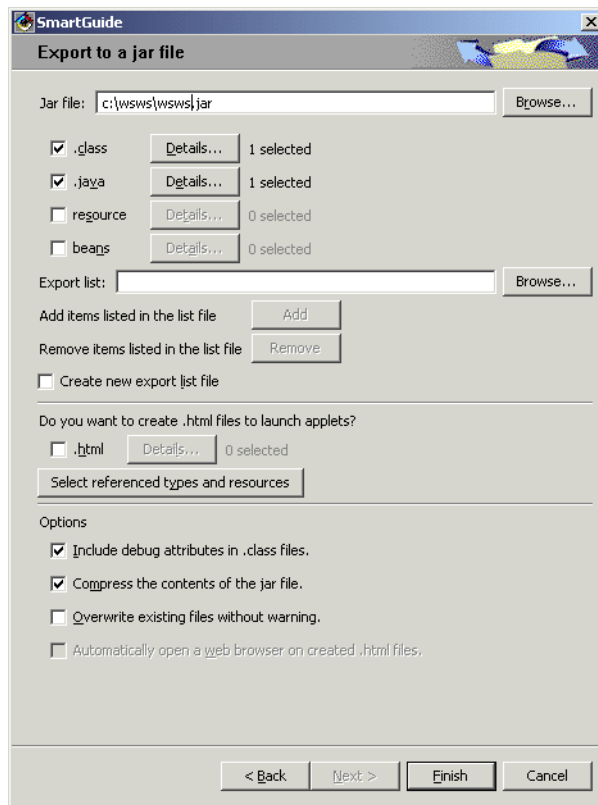 SmartGuide
Export to a jar file
Jar file: c:\wsws\wsws.jar Browse...
.class Details... 1 selected
.java Details... 1 selected
resource Details... 0 selected
beans Details... 0 selected
Export list: Browse...
Add items listed in the list file Add
Remove items listed in the list file Remove
Create new export list file
Do you want to create .html files to launch applets?
.html Details... 0 selected
Select referenced types and resources
Options
Include debug attributes in .class files.
Compress the contents of the jar file.
Overwrite existing files without warning.
Automatically open a web browser on created .html files.
< Back Next > Finish Cancel